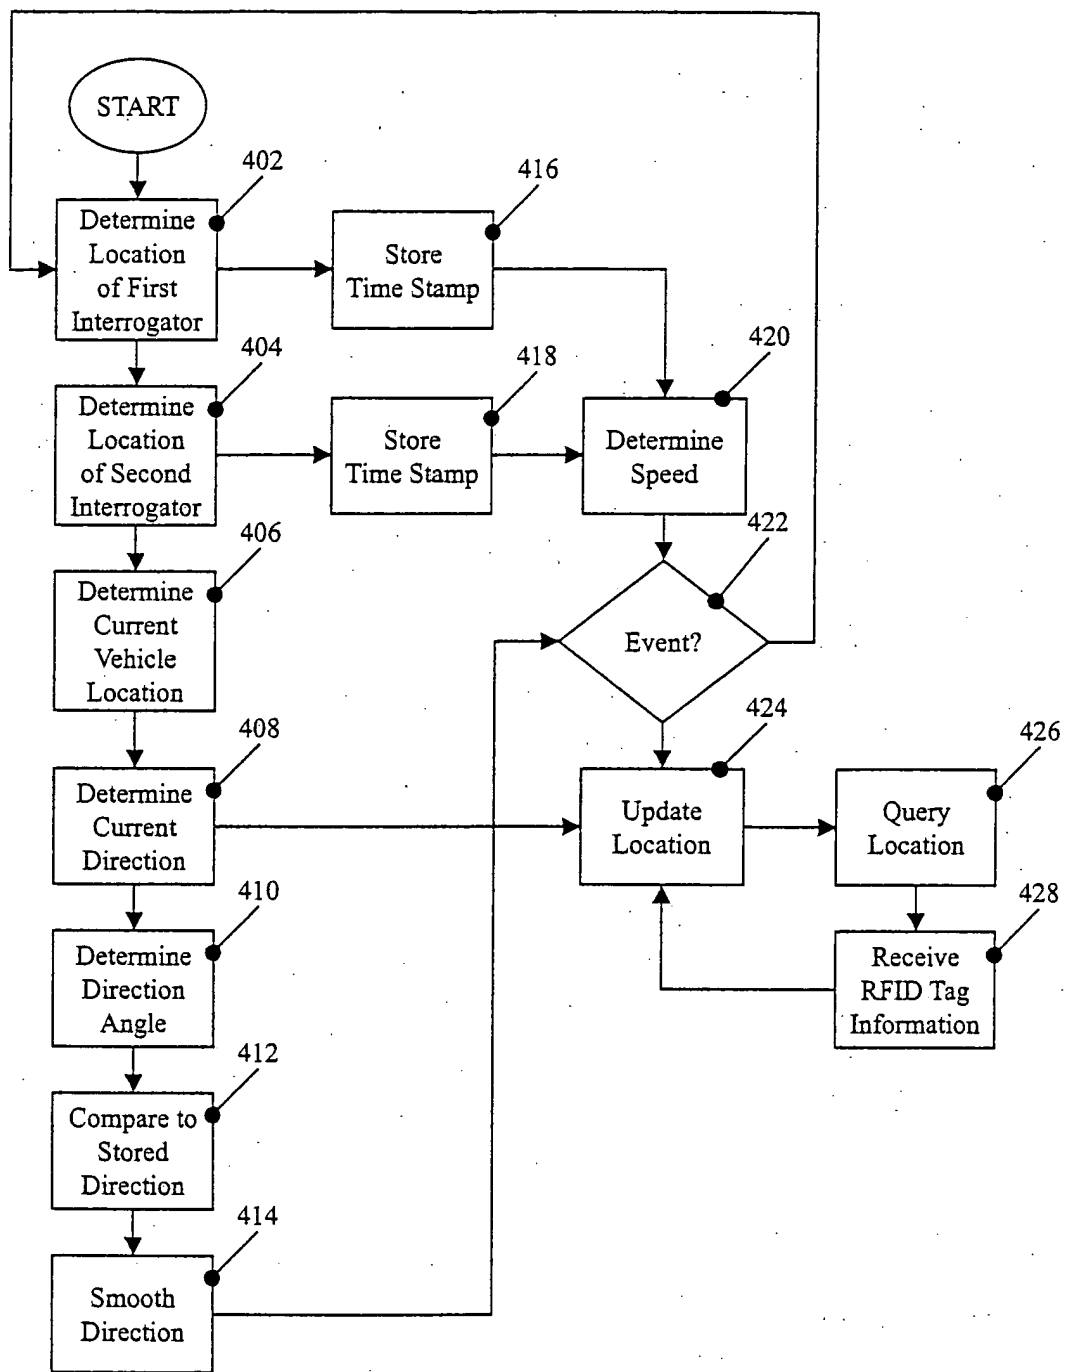 START
402
Determine
Location
of First
Interrogator
416
Store
Time Stamp
404
Determine
Location
of Second
Interrogator
418
Store
Time Stamp
420
Determine
Speed
406
Determine
Current
Vehicle
Location
422
Event?
408
Determine
Current
Direction
424
Update
Location
426
Query
Location
410
Determine
Direction
Angle
428
Receive
RFID Tag
Information
412
Compare to
Stored
Direction
414
Smooth
Direction